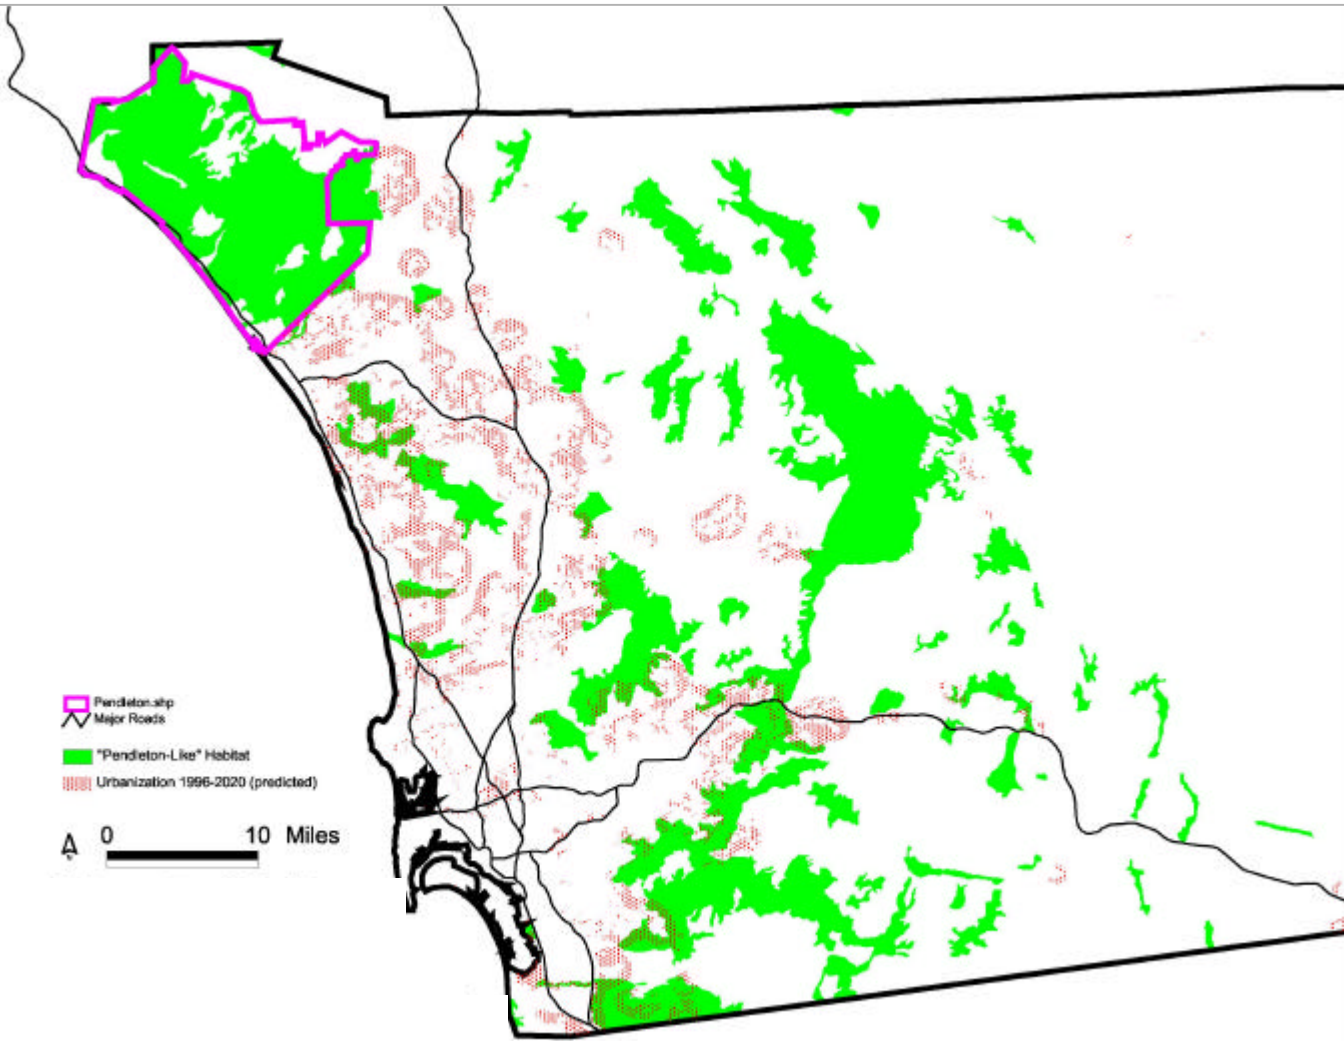 Pendleton.shp
Major Roads
"Pendleton-Like" Habitat
Urbanization 1996-2020 (predicted)
0 10 Miles